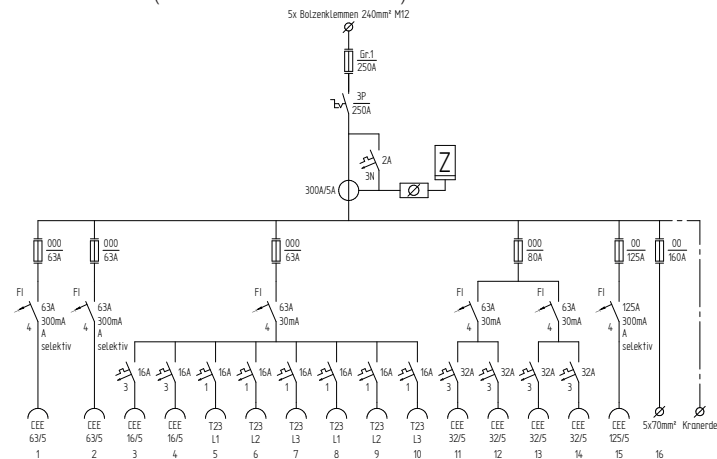 5x Bolzenklemmen 240mm² M12
Gr.1
250A
3P
250A
2A
3N
Z
300A/5A
000 000 000 000 00 00
63A 63A 63A 80A 125A 160A
FI FI FI FI FI
63A 63A 63A 63A 63A 125A
300mA 300mA 30mA 30mA 30mA 300mA
4 4 4 4 4 4
A A A
selektiv selektiv selektiv
16A 16A 16A 16A 16A 16A 16A 16A 32A 32A 32A 32A
3 3 1 1 1 1 1 1 3 3 3 3
CEE CEE CEE CEE T23 T23 T23 T23 T23 T23 CEE CEE CEE CEE CEE 5x70mm² Kranerde
63/5 63/5 16/5 16/5 L1 L2 L3 L1 L2 L3 32/5 32/5 32/5 32/5 125/5
1 2 3 4 5 6 7 8 9 10 11 12 13 14 15 16